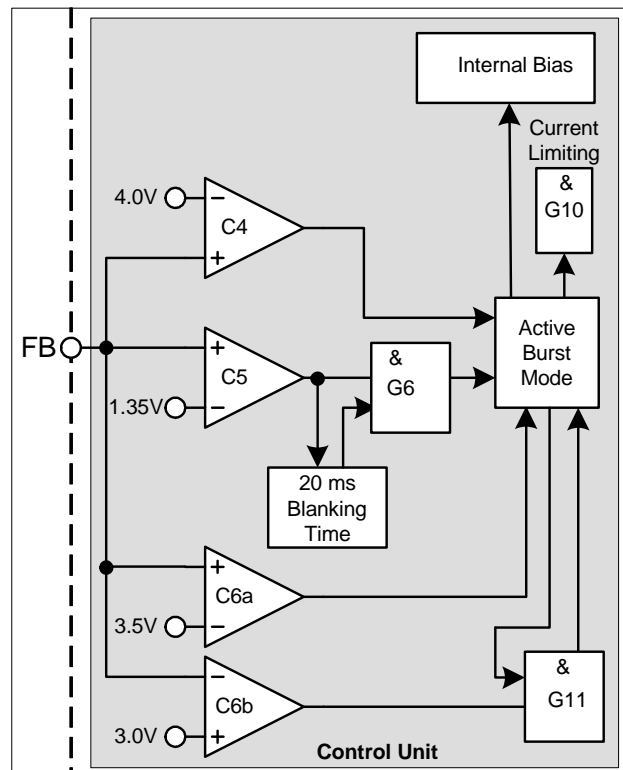 Internal Bias
Current
Limiting
&
G10
4.0V
−
C4
+
FB
+
C5
−
1.35V
&
G6
Active
Burst
Mode
20 ms
Blanking
Time
+
C6a
−
3.5V
−
C6b
+
3.0V
&
G11
Control Unit